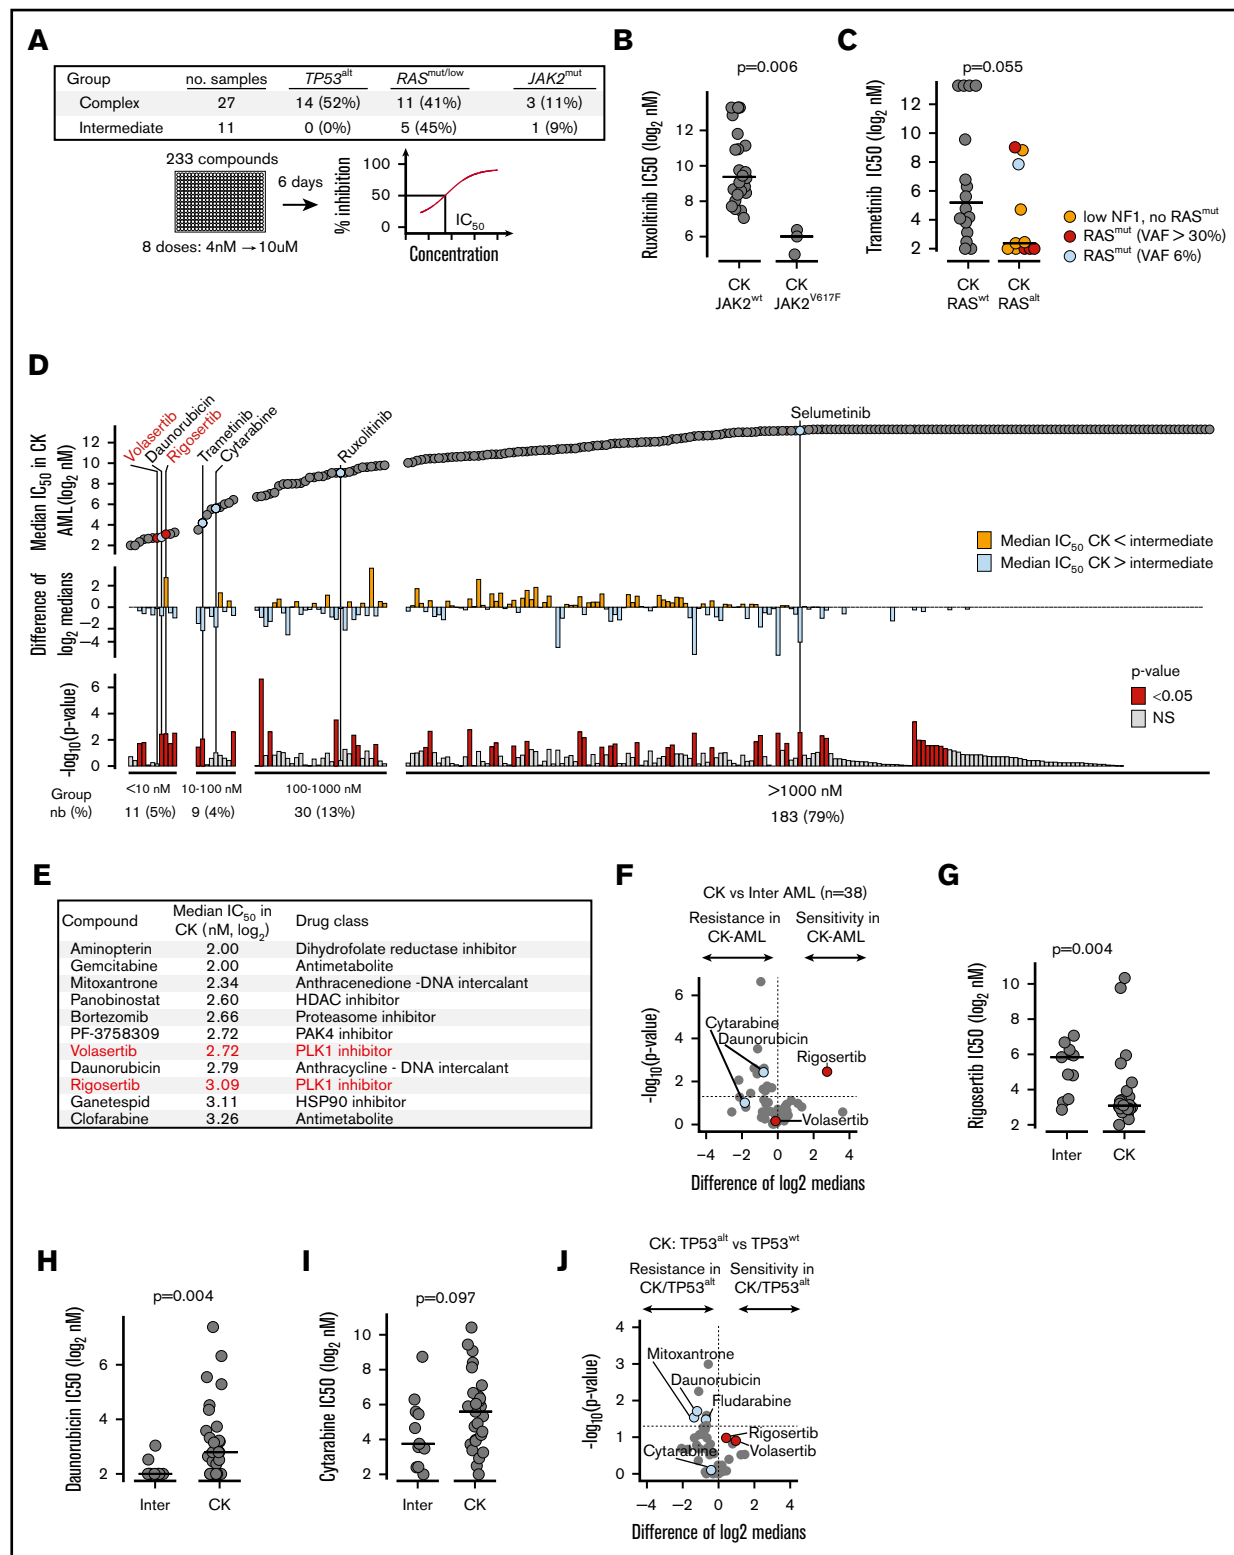 A
Group no. samples TP53alt RASmut/low JAK2mut
Complex 27 14 (52%) 11 (41%) 3 (11%)
Intermediate 11 0 (0%) 5 (45%) 1 (9%)
233 compounds
6 days
8 doses: 4nM → 10uM
% inhibition
100
50
0
IC50
Concentration
B
p=0.006
Ruxolitinib IC50 (log2 nM)
12
10
8
6
CK JAK2wt
CK JAK2V617F
C
p=0.055
Trametinib IC50 (log2 nM)
12
10
8
6
4
2
CK RASwt
CK RASalt
low NF1, no RASmut
RASmut (VAF > 30%)
RASmut (VAF 6%)
D
Volasertib
Daunorubicin
Rigosertib
Trametinib
Cytarabine
Ruxolitinib
Selumetinib
Median IC50 in CK AML (log2 nM)
12
10
8
6
4
2
Median IC50 CK < intermediate
Median IC50 CK > intermediate
Difference of log2 medians
2
0
−2
−4
-log10(p-value)
6
4
2
0
p-value
<0.05
NS
Group <10 nM 10-100 nM 100-1000 nM >1000 nM
nb (%) 11 (5%) 9 (4%) 30 (13%) 183 (79%)
E
Compound Median IC50 in CK (nM, log2) Drug class
Aminopterin 2.00 Dihydrofolate reductase inhibitor
Gemcitabine 2.00 Antimetabolite
Mitoxantrone 2.34 Anthracenedione -DNA intercalant
Panobinostat 2.60 HDAC inhibitor
Bortezomib 2.66 Proteasome inhibitor
PF-3758309 2.72 PAK4 inhibitor
Volasertib 2.72 PLK1 inhibitor
Daunorubicin 2.79 Anthracycline - DNA intercalant
Rigosertib 3.09 PLK1 inhibitor
Ganetespid 3.11 HSP90 inhibitor
Clofarabine 3.26 Antimetabolite
F
CK vs Inter AML (n=38)
Resistance in CK-AML
Sensitivity in CK-AML
-log10(p-value)
6
4
2
0
Cytarabine
Daunorubicin
Rigosertib
Volasertib
−4 −2 0 2 4
Difference of log2 medians
G
p=0.004
Rigosertib IC50 (log2 nM)
10
8
6
4
2
Inter CK
H
p=0.004
Daunorubicin IC50 (log2 nM)
6
4
2
Inter CK
I
p=0.097
Cytarabine IC50 (log2 nM)
10
8
6
4
2
Inter CK
J
CK: TP53alt vs TP53wt
Resistance in CK/TP53alt
Sensitivity in CK/TP53alt
-log10(p-value)
4
3
2
1
0
Mitoxantrone
Daunorubicin
Fludarabine
Rigosertib
Cytarabine
Volasertib
−4 −2 0 2 4
Difference of log2 medians